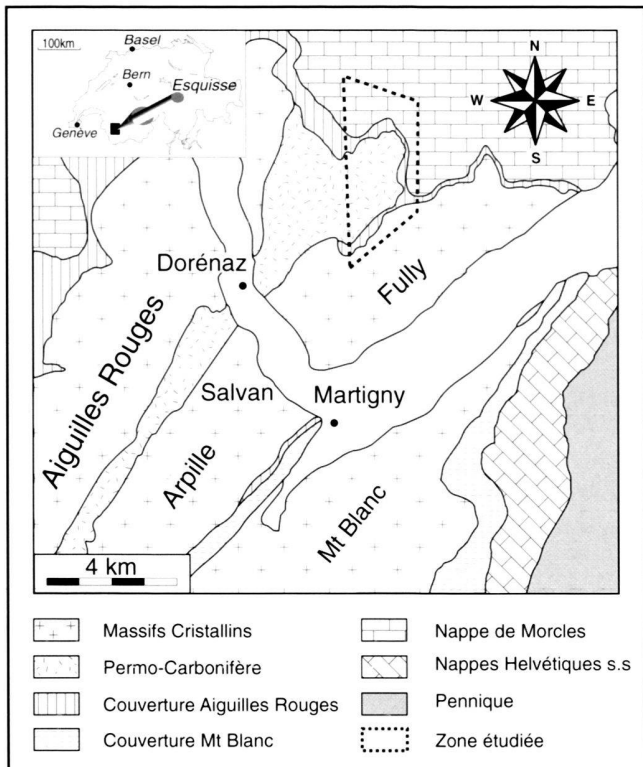 100km
Basel
Bern
Esquisse
Genève
N
W E
S
Dorénaz
Fully
Aiguilles Rouges
Salvan
Martigny
Arpille
Mt Blanc
4 km
Massifs Cristallins
Permo-Carbonifère
Couverture Aiguilles Rouges
Couverture Mt Blanc
Nappe de Morcles
Nappes Helvétiques s.s
Pennique
Zone étudiée